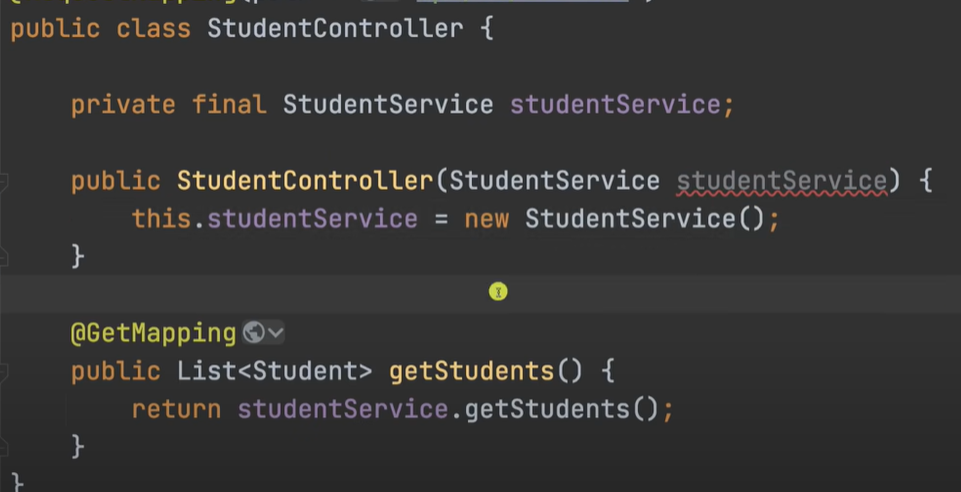 public class StudentController {
private final StudentService studentService;
public StudentController(StudentService studentService) {
this.studentService = new StudentService();
}
@GetMapping
public List<Student> getStudents() {
return studentService.getStudents();
}
}